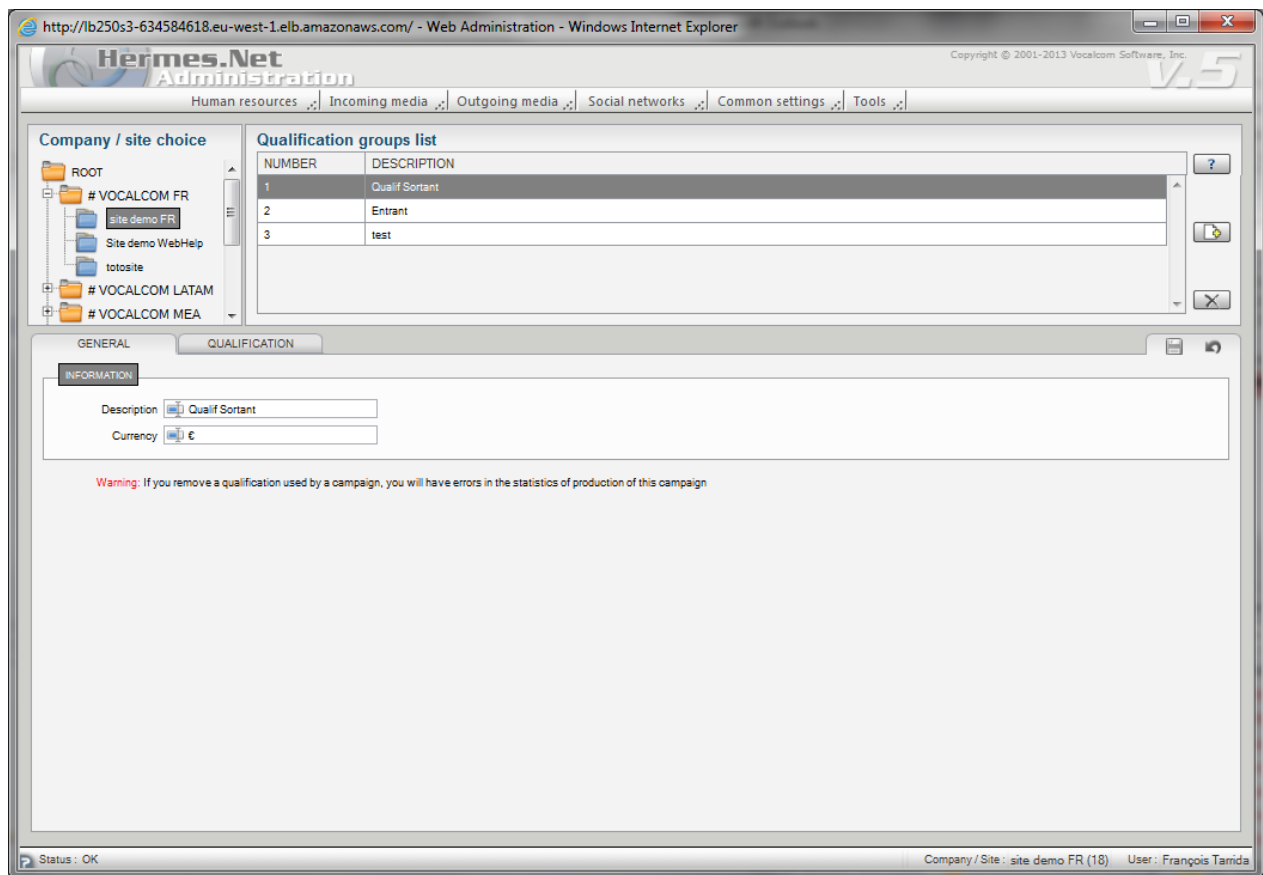 http://lb250s3-634584618.eu-west-1.elb.amazonaws.com/ - Web Administration - Windows Internet Explorer
Hermes.Net
Administration
Copyright © 2001-2013 Vocalcom Software, Inc.
V.5
Human resources Incoming media Outgoing media Social networks Common settings Tools
Company / site choice
ROOT
# VOCALCOM FR
site demo FR
Site demo WebHelp
totosite
# VOCALCOM LATAM
# VOCALCOM MEA
Qualification groups list
NUMBER DESCRIPTION
1 Qualif Sortant
2 Entrant
3 test
?
GENERAL QUALIFICATION
INFORMATION
Description Qualif Sortant
Currency €
Warning: If you remove a qualification used by a campaign, you will have errors in the statistics of production of this campaign
Status : OK
Company / Site : site demo FR (18) User : François Tarrida